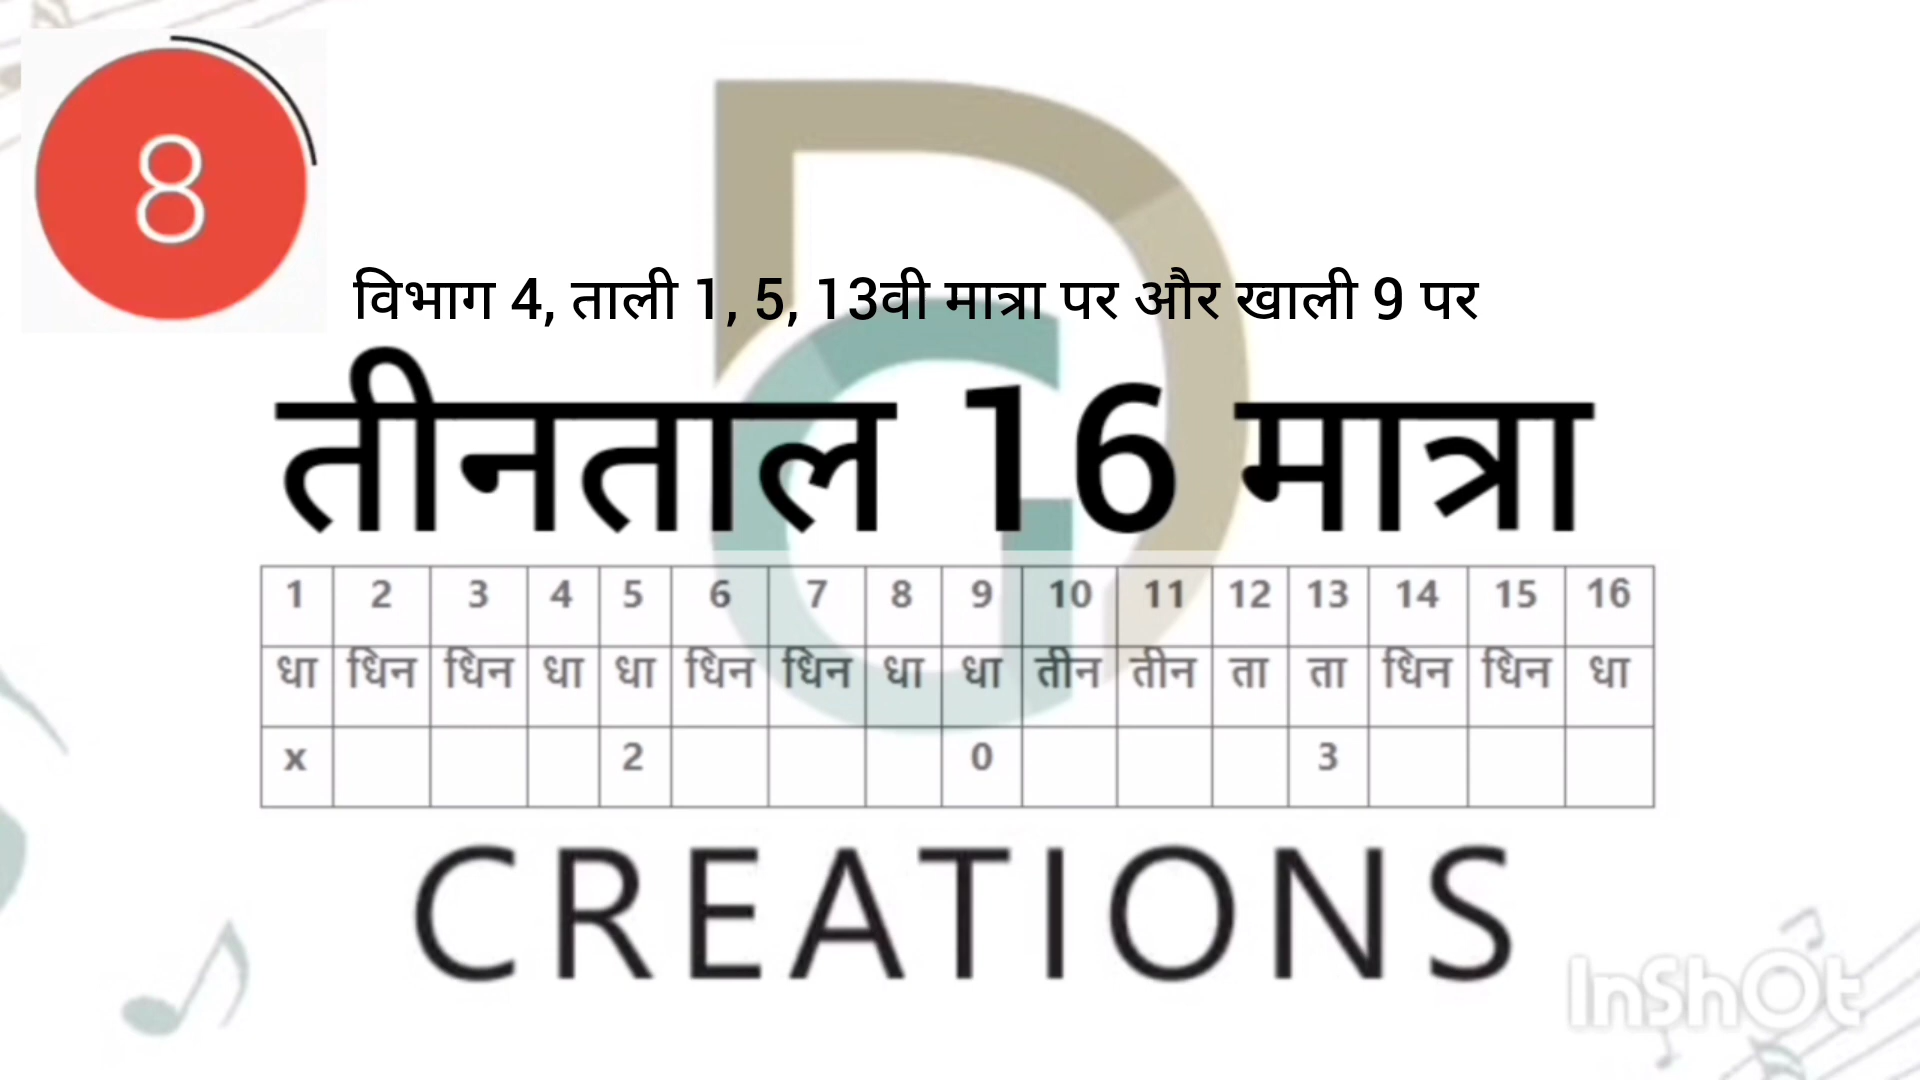 8
विभाग 4, ताली 1, 5, 13वी मात्रा पर और खाली 9 पर
तीनताल 16 मात्रा
1 2 3 4 5 6 7 8 9 10 11 12 13 14 15 16
धा धिन धिन धा धा धिन धिन धा धा तीन तीन ता ता धिन धिन धा
x 2 0 3
CREATIONS
InShOt